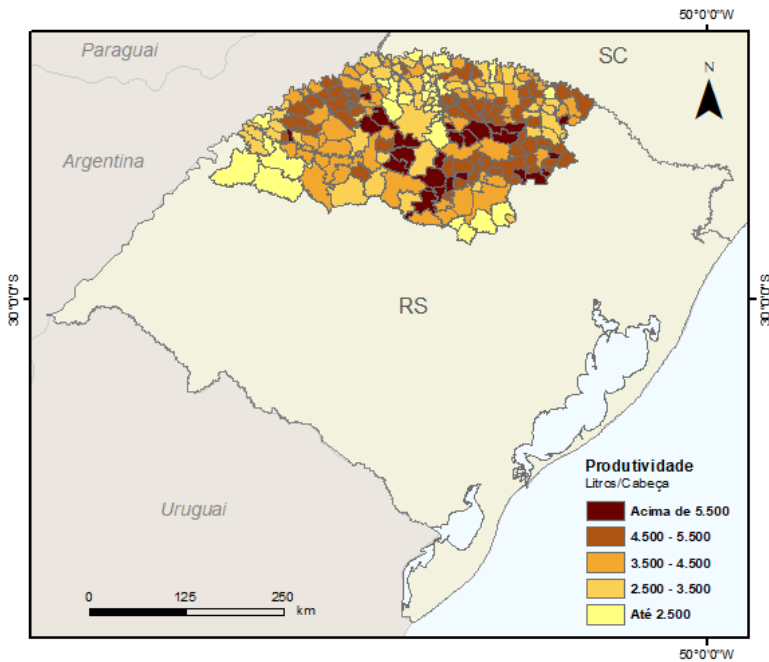 50°0'0"W
Paraguai
SC
N
Argentina
30°0'0"S
30°0'0"S
RS
Produtividade
Litros/Cabeça
Acima de 5.500
4.500 - 5.500
3.500 - 4.500
2.500 - 3.500
Até 2.500
Uruguai
0 125 250
km
50°0'0"W